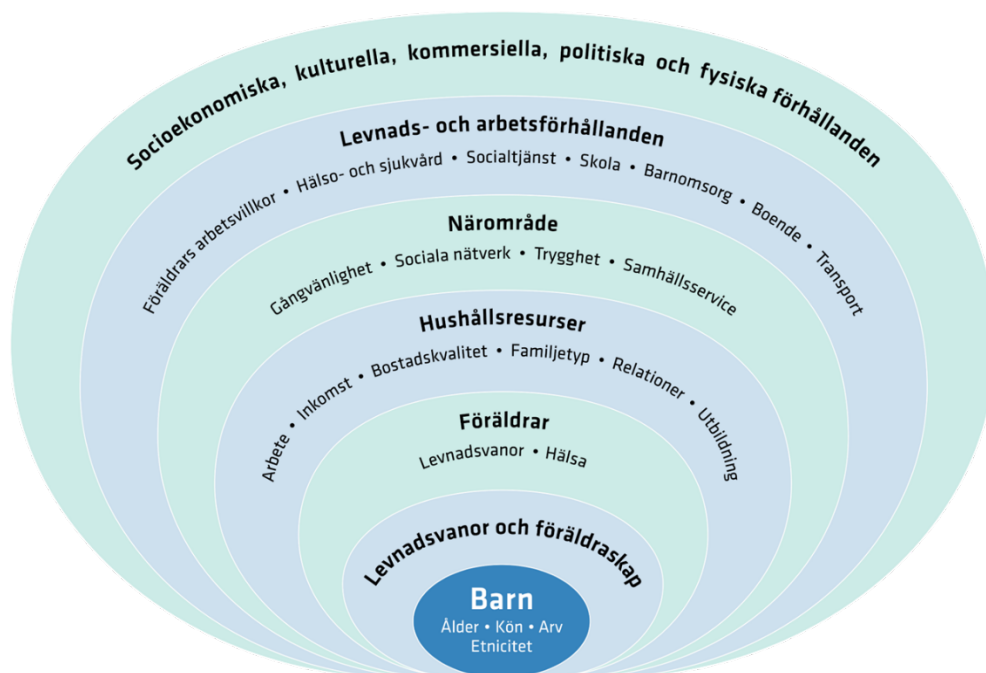 Socioekonomiska, kulturella, kommersiella, politiska och fysiska förhållanden
Levnads- och arbetsförhållanden
Föräldrars arbetsvillkor • Hälso- och sjukvård • Socialtjänst • Skola • Barnomsorg • Boende • Transport
Närområde
Gångvänlighet • Sociala nätverk • Trygghet • Samhällsservice
Hushållsresurser
Arbete • Inkomst • Bostadskvalitet • Familjetyp • Relationer • Utbildning
Föräldrar
Levnadsvanor • Hälsa
Levnadsvanor och föräldraskap
Barn
Ålder • Kön • Arv
Etnicitet